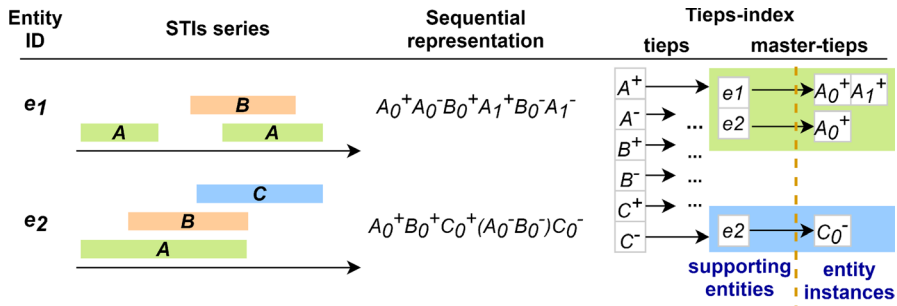 Entity ID
STIs series
Sequential representation
Tieps-index
tieps
master-tieps
e₁
B
A A
A₀⁺A₀⁻B₀⁺A₁⁺B₀⁻A₁⁻
e₂
C
B
A
A₀⁺B₀⁺C₀⁺(A₀⁻B₀⁻)C₀⁻
A⁺
e1
A₀⁺ A₁⁺
A⁻
...
e2
A₀⁺
B⁺
...
B⁻
...
C⁺
...
C⁻
e2
C₀⁻
supporting entities
entity instances